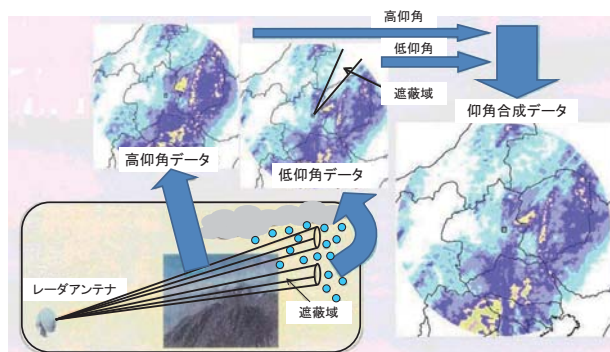 高仰角
低仰角
遮蔽域
仰角合成データ
高仰角データ
低仰角データ
レーダアンテナ
遮蔽域